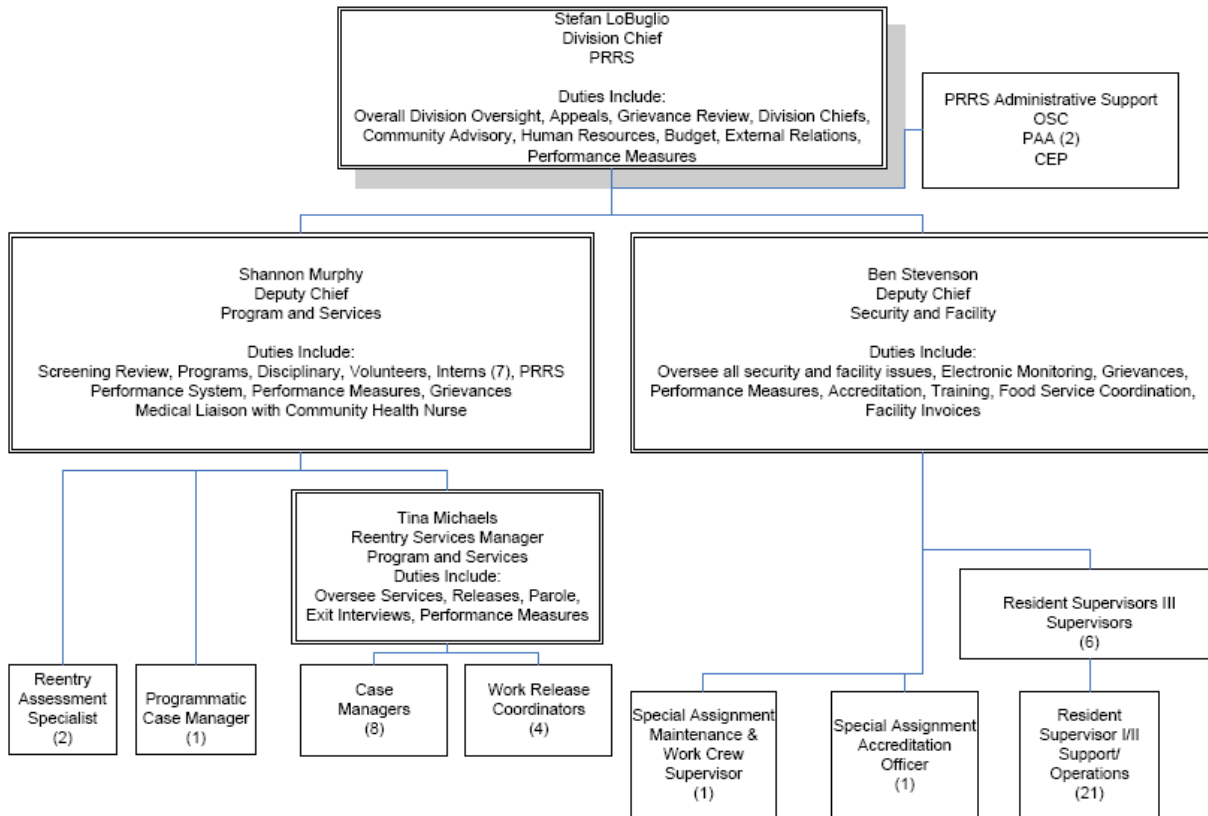 Stefan LoBuglio
Division Chief
PRRS
Duties Include:
Overall Division Oversight, Appeals, Grievance Review, Division Chiefs,
Community Advisory, Human Resources, Budget, External Relations,
Performance Measures
PRRS Administrative Support
OSC
PAA (2)
CEP
Shannon Murphy
Deputy Chief
Program and Services
Duties Include:
Screening Review, Programs, Disciplinary, Volunteers, Interns (7), PRRS
Performance System, Performance Measures, Grievances
Medical Liaison with Community Health Nurse
Ben Stevenson
Deputy Chief
Security and Facility
Duties Include:
Oversee all security and facility issues, Electronic Monitoring, Grievances,
Performance Measures, Accreditation, Training, Food Service Coordination,
Facility Invoices
Tina Michaels
Reentry Services Manager
Program and Services
Duties Include:
Oversee Services, Releases, Parole,
Exit Interviews, Performance Measures
Resident Supervisors III
Supervisors
(6)
Reentry
Assessment
Specialist
(2)
Programmatic
Case Manager
(1)
Case
Managers
(8)
Work Release
Coordinators
(4)
Special Assignment
Maintenance &
Work Crew
Supervisor
(1)
Special Assignment
Accreditation
Officer
(1)
Resident
Supervisor I/II
Support/
Operations
(21)